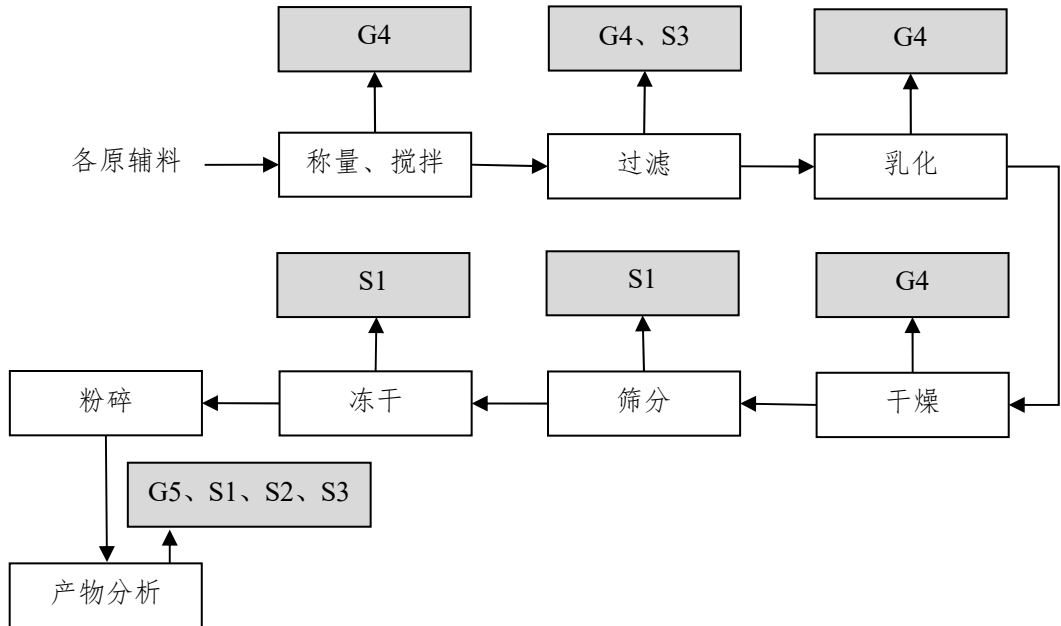 G4
G4、S3
G4
各原辅料
称量、搅拌
过滤
乳化
S1
S1
G4
粉碎
冻干
筛分
干燥
G5、S1、S2、S3
产物分析